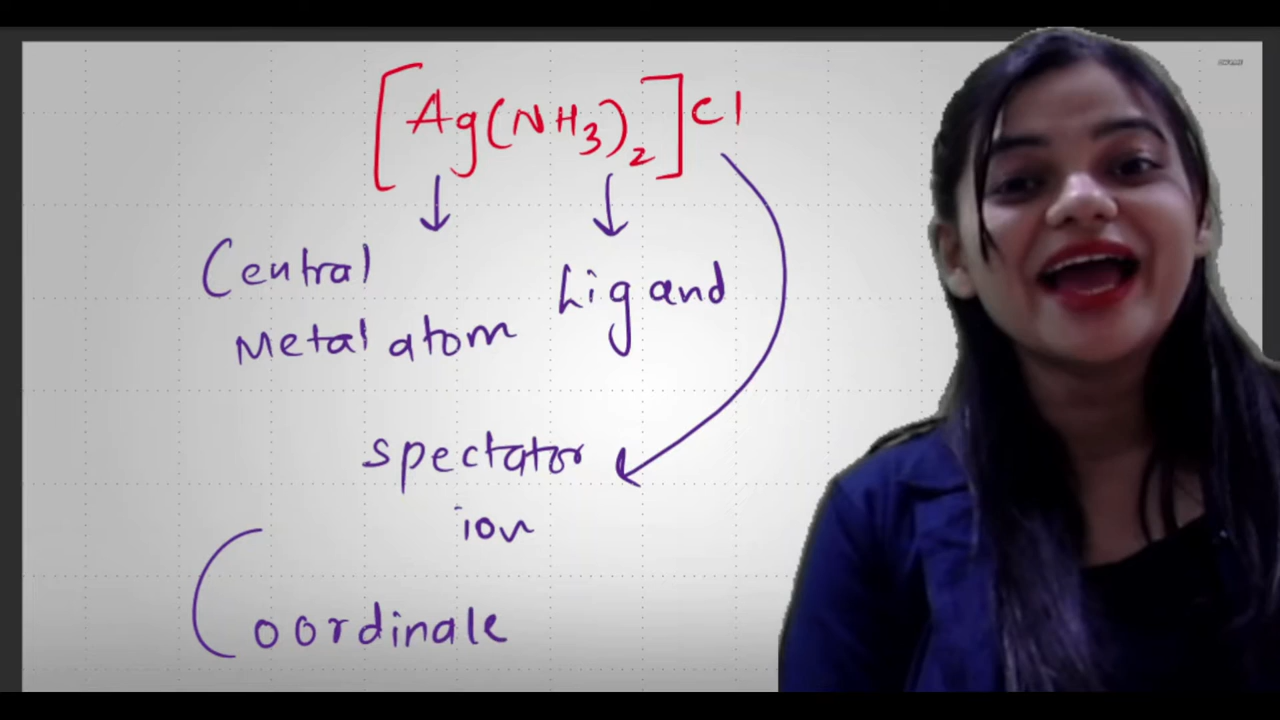 [Ag(NH3)2]Cl
Central Ligand
Metal atom
spectator
ion
Coordinate